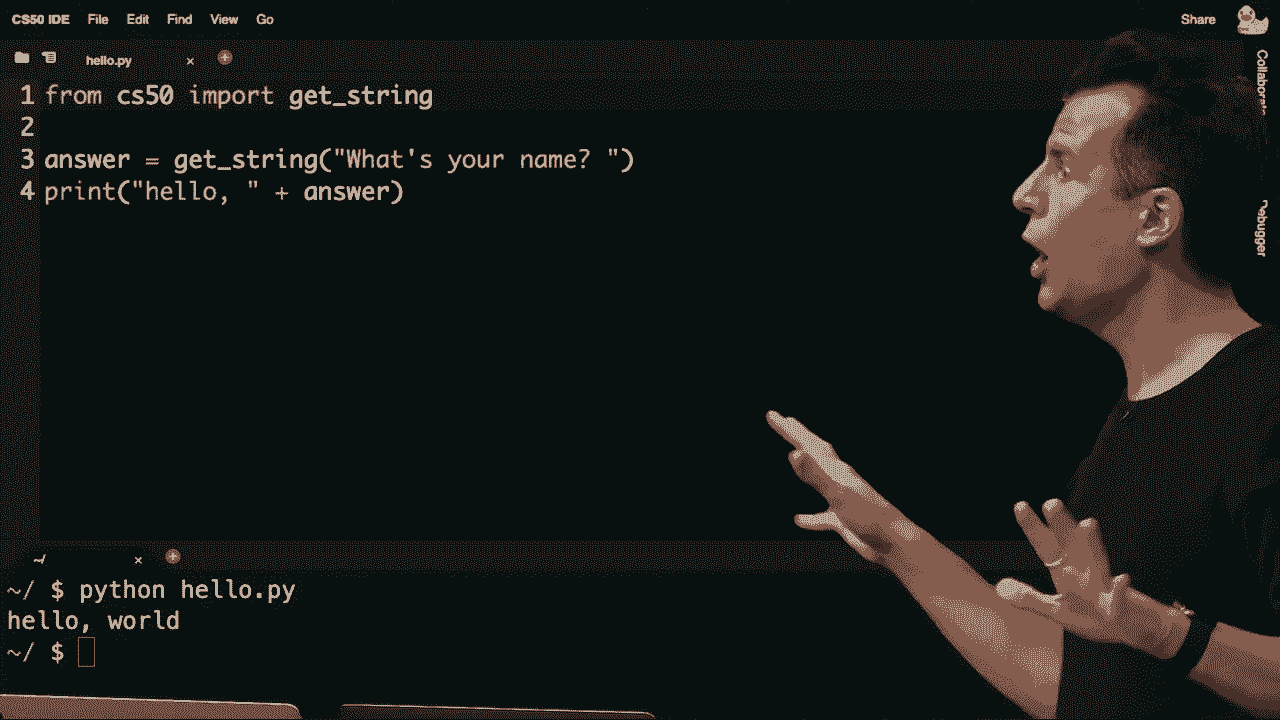 CS50 IDE File Edit Find View Go Share
hello.py
1 from cs50 import get_string
2
3 answer = get_string("What's your name? ")
4 print("hello, " + answer)
~/
~/ $ python hello.py
hello, world
~/ $
Debugger